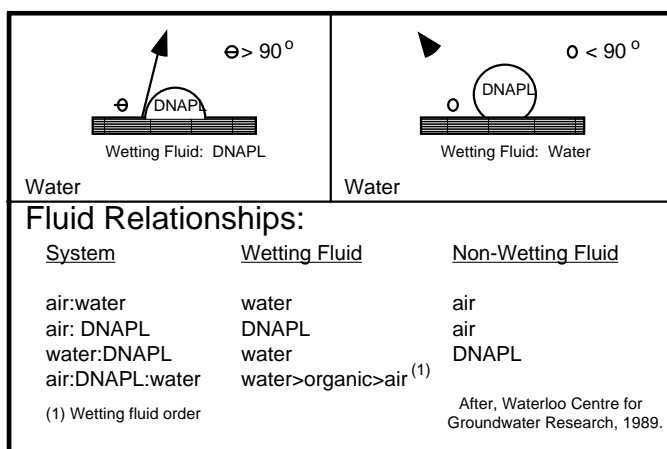 ɵ > 90 o
ɵ
DNAPL
Wetting Fluid: DNAPL
Water
o < 90 o
o
DNAPL
Wetting Fluid: Water
Water
Fluid Relationships:
System Wetting Fluid Non-Wetting Fluid
air:water water air
air: DNAPL DNAPL air
water:DNAPL water DNAPL
air:DNAPL:water water>organic>air (1)
(1) Wetting fluid order
After, Waterloo Centre for
Groundwater Research, 1989.